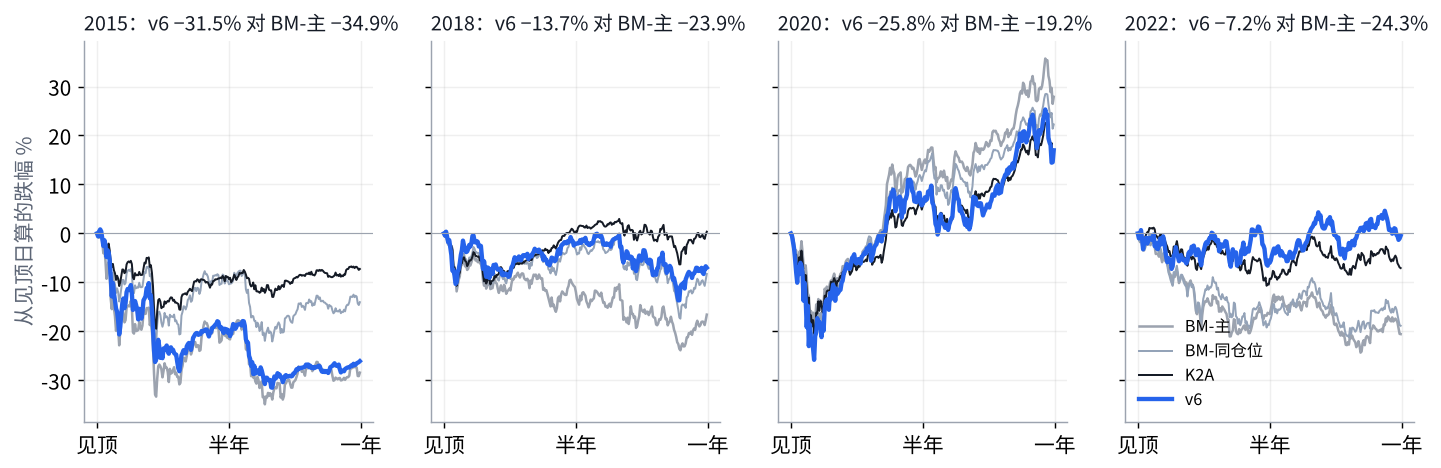 2015：v6 −31.5% 对 BM-主 −34.9%
2018：v6 −13.7% 对 BM-主 −23.9%
2020：v6 −25.8% 对 BM-主 −19.2%
2022：v6 −7.2% 对 BM-主 −24.3%
从见顶日算的跌幅 %
30
20
10
0
-10
-20
-30
BM-主
BM-同仓位
K2A
v6
见顶 半年 一年
见顶 半年 一年
见顶 半年 一年
见顶 半年 一年